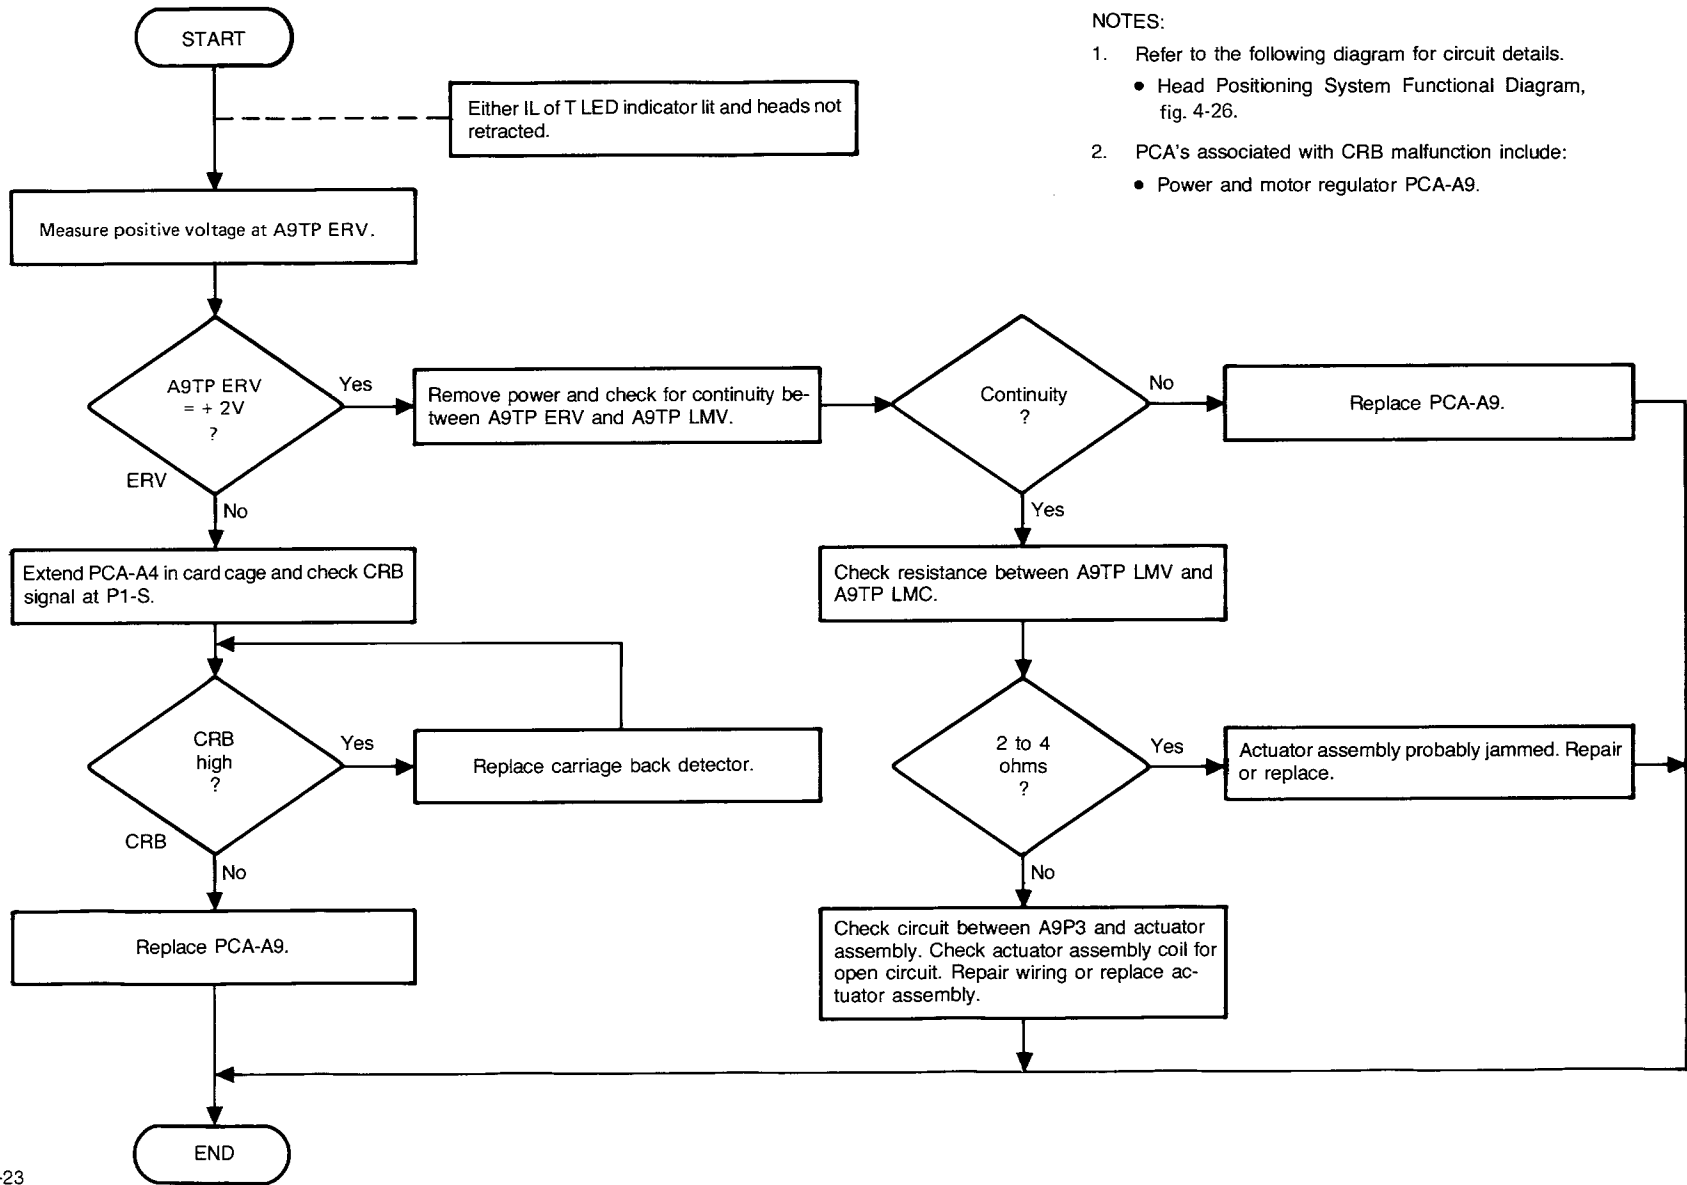 START
Either IL of T LED indicator lit and heads not
retracted.
NOTES:
1. Refer to the following diagram for circuit details.
• Head Positioning System Functional Diagram,
fig. 4-26.
2. PCA's associated with CRB malfunction include:
• Power and motor regulator PCA-A9.
Measure positive voltage at A9TP ERV.
A9TP ERV
= + 2V
?
Yes
ERV
No
Remove power and check for continuity be-
tween A9TP ERV and A9TP LMV.
Continuity
?
No
Yes
Replace PCA-A9.
Extend PCA-A4 in card cage and check CRB
signal at P1-S.
Check resistance between A9TP LMV and
A9TP LMC.
CRB
high
?
Yes
CRB
No
Replace carriage back detector.
2 to 4
ohms
?
Yes
No
Actuator assembly probably jammed. Repair
or replace.
Replace PCA-A9.
Check circuit between A9P3 and actuator
assembly. Check actuator assembly coil for
open circuit. Repair wiring or replace ac-
tuator assembly.
END
-23